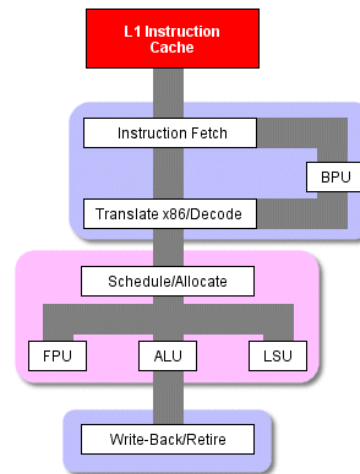 L1 Instruction
Cache
Instruction Fetch
BPU
Translate x86/Decode
Schedule/Allocate
FPU
ALU
LSU
Write-Back/Retire